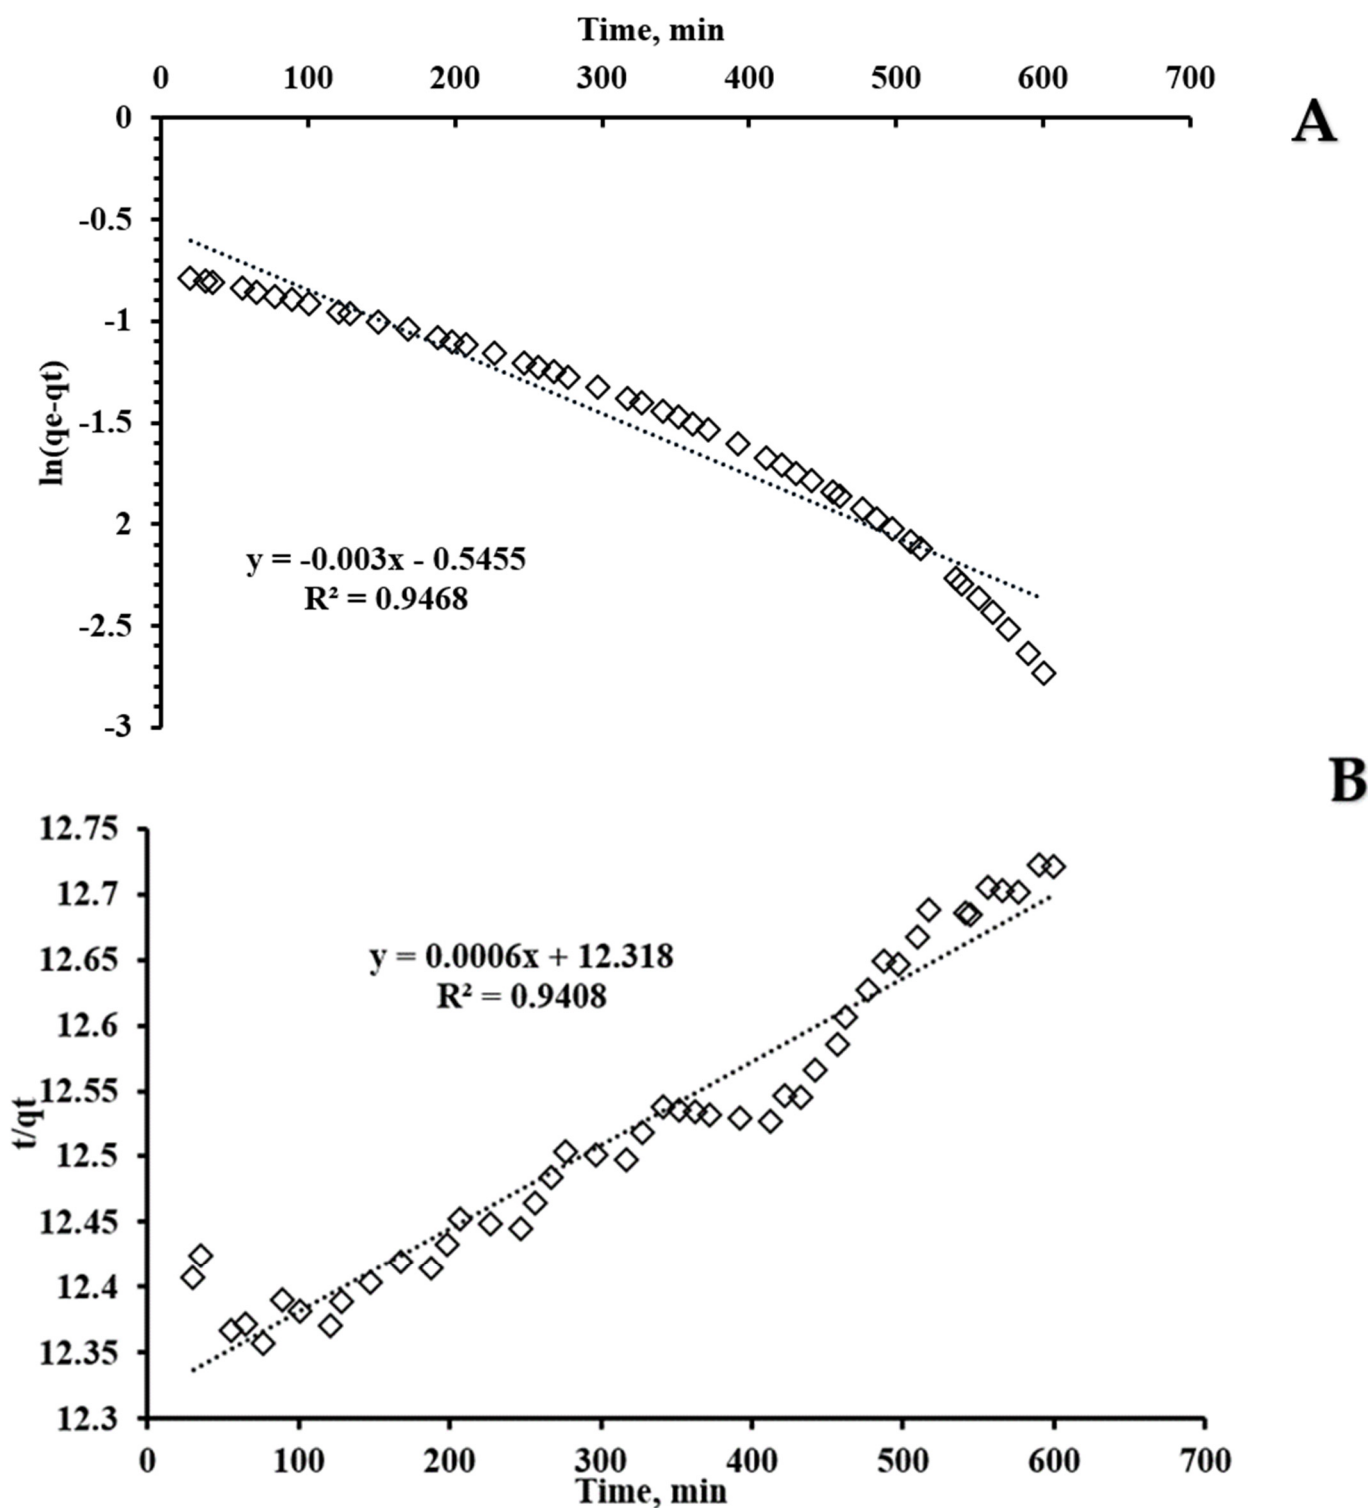 Time, min
0 100 200 300 400 500 600 700
A
0
-0.5
-1
-1.5
2
-2.5
-3
ln(qe-qt)
y = -0.003x - 0.5455
R² = 0.9468
B
12.75
12.7
12.65
12.6
12.55
12.5
12.45
12.4
12.35
12.3
t/qt
y = 0.0006x + 12.318
R² = 0.9408
0 100 200 300 400 500 600 700
Time, min